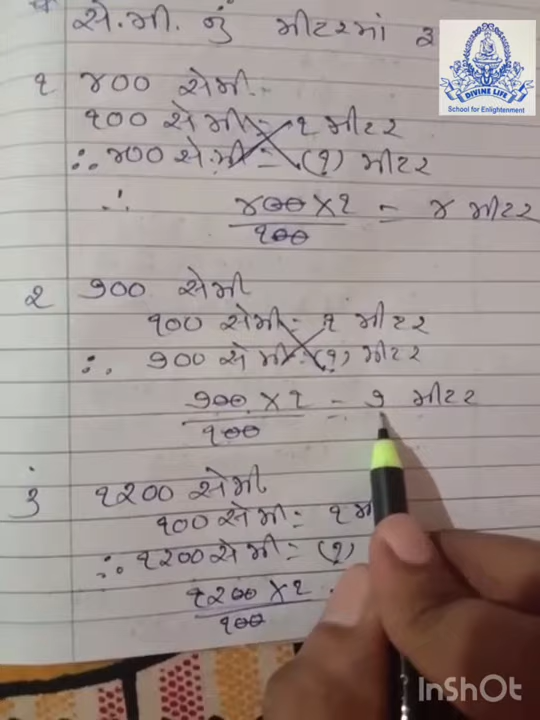 સે.મી. નું મીટરમાં રૂ
૧ ૪૦૦ સેમી.
૧૦૦ સેમી = ૧ મીટર
∴ ૪૦૦ સે.મી = (?) મીટર
∴ ૪૦૦ × ૧ = ૪ મીટર
૧૦૦
૨ ૭૦૦ સેમી
૧૦૦ સેમી = ૧ મીટર
∴ ૭૦૦ સેમી = (?) મીટર
૭૦૦ × ૧ = ૭ મીટર
૧૦૦
૩ ૧૨૦૦ સેમી
૧૦૦ સેમી = ૧ મી
∴ ૧૨૦૦ સેમી = (?)
૧૨૦૦ × ૧
૧૦૦
DIVINE LIFE
School for Enlightenment
InShOt